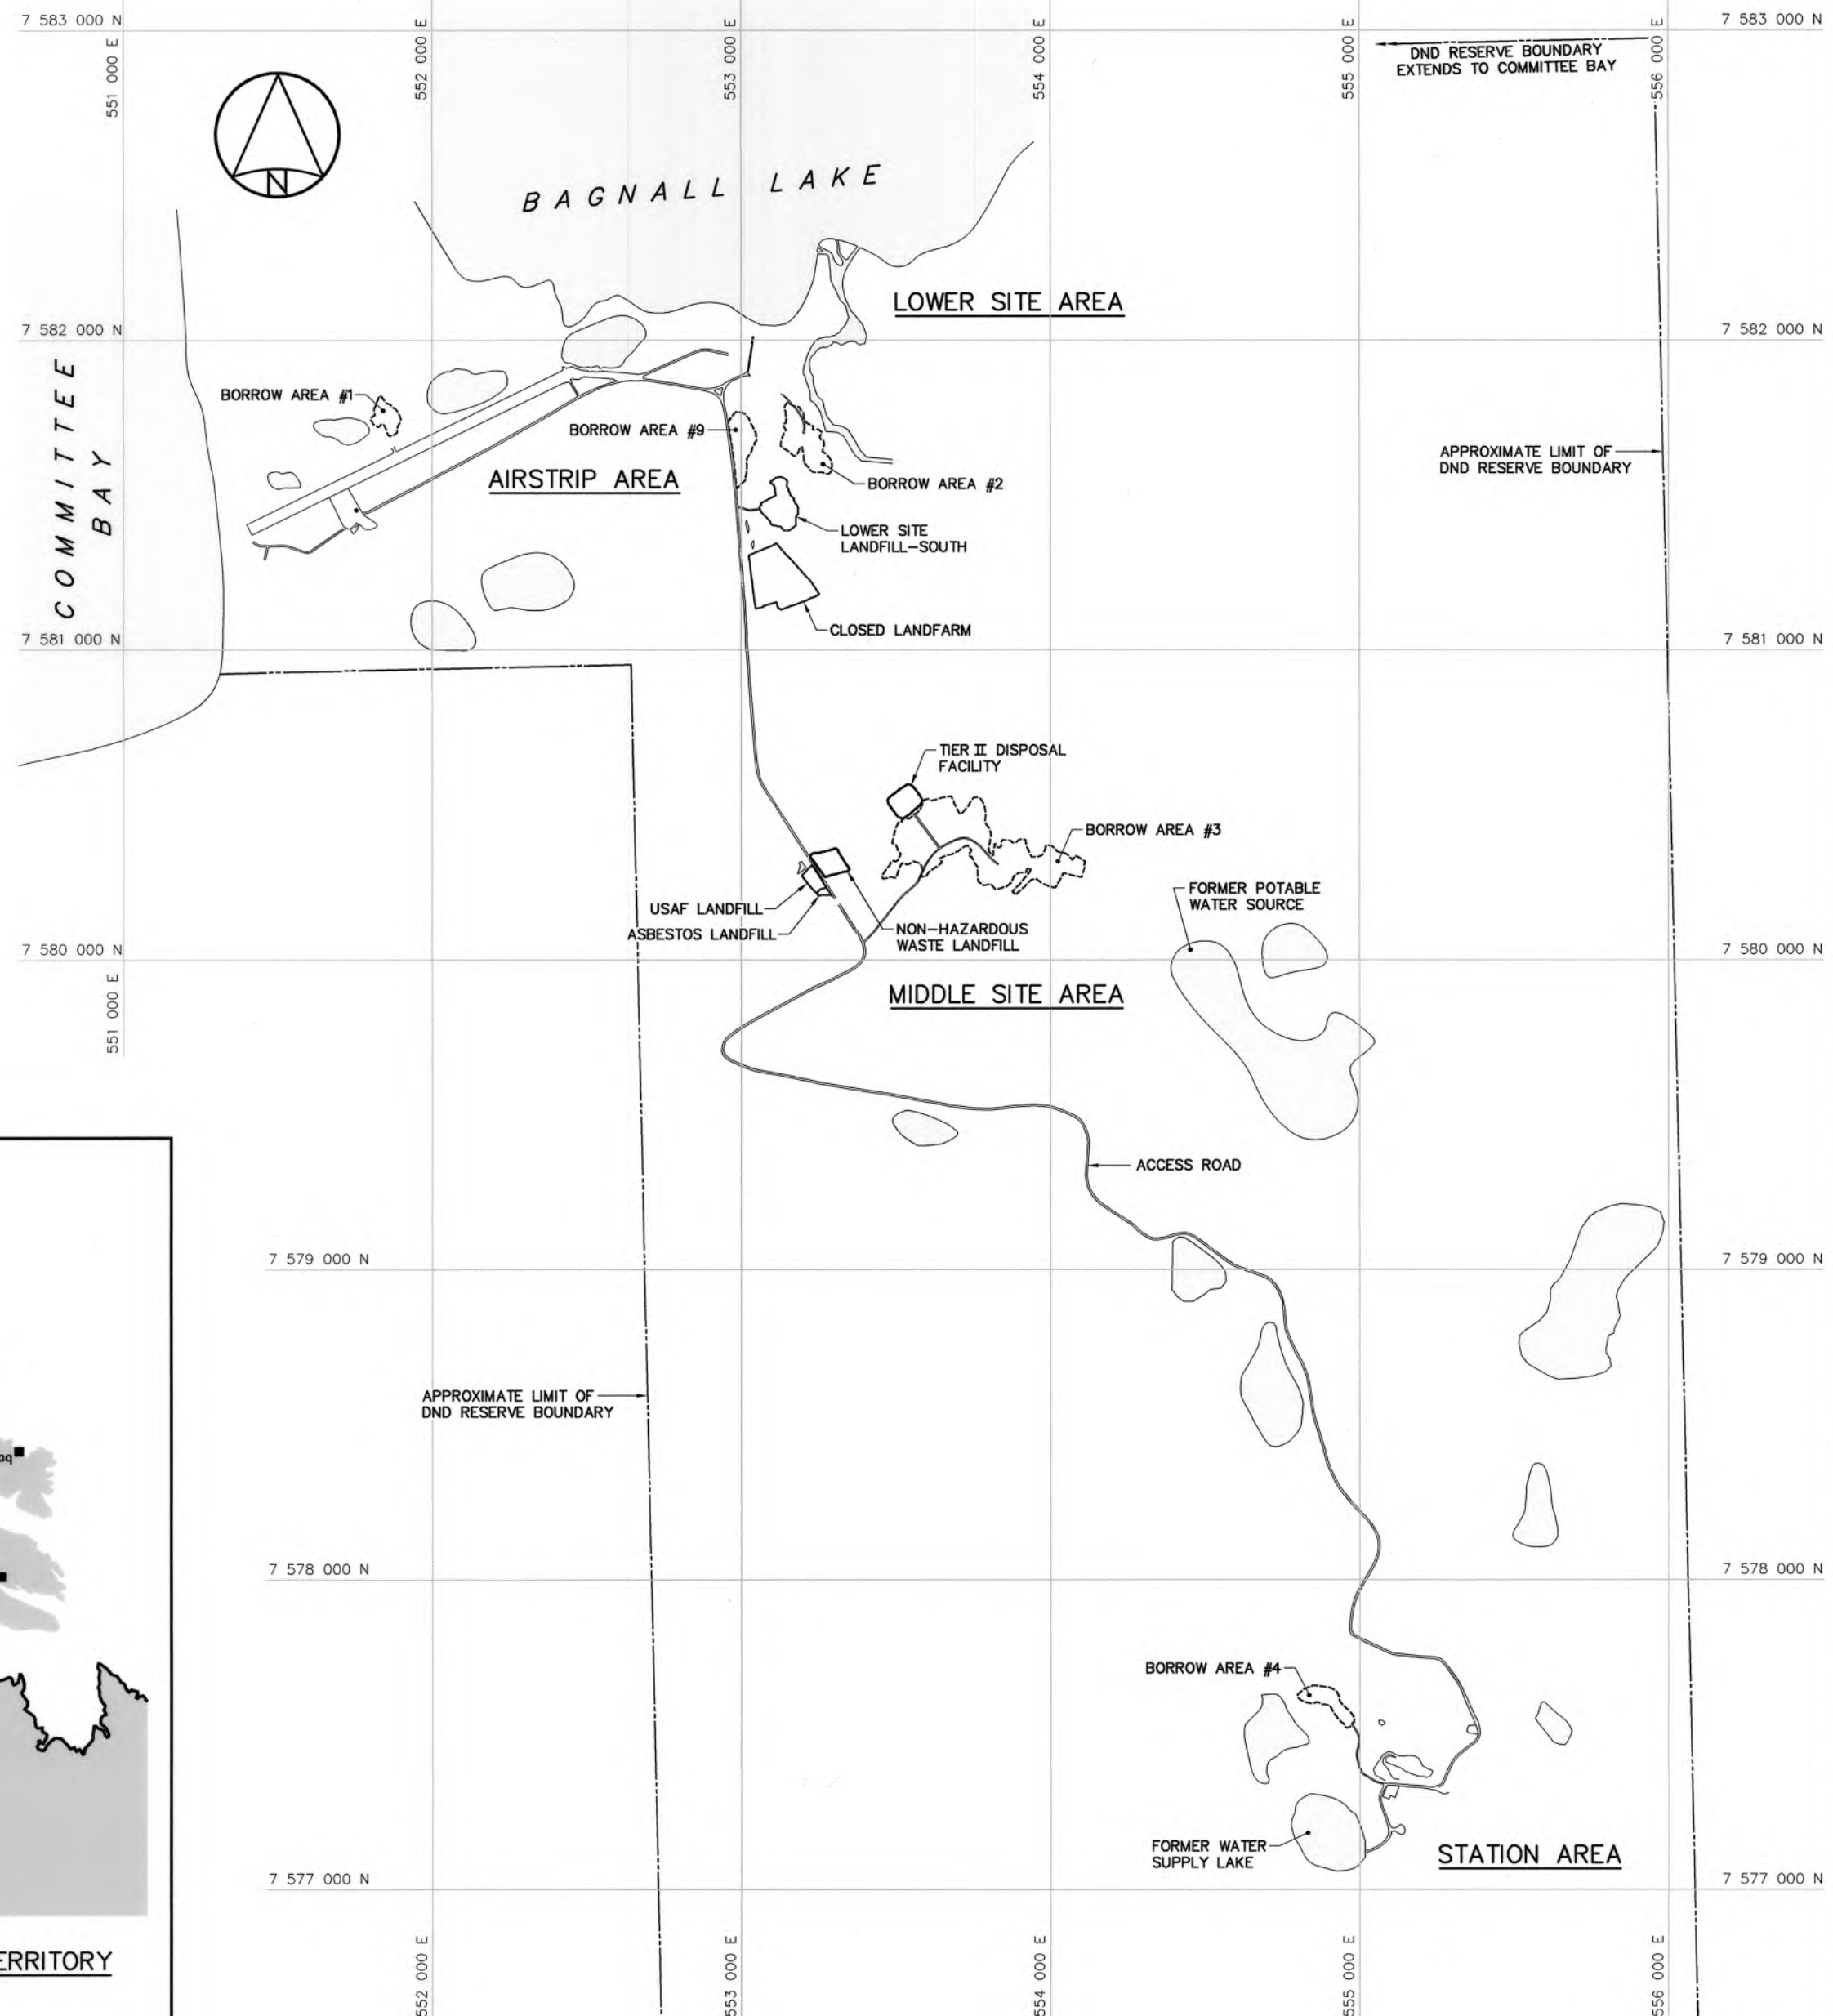 7 583 000 N
551 000 E
552 000 E
553 000 E
554 000 E
555 000 E
556 000 E
7 583 000 N
DND RESERVE BOUNDARY
EXTENDS TO COMMITTEE BAY
N
BAGNALL LAKE
LOWER SITE AREA
7 582 000 N
7 582 000 N
COMMITTEE
BAY
BORROW AREA #1
BORROW AREA #9
AIRSTRIP AREA
BORROW AREA #2
APPROXIMATE LIMIT OF
DND RESERVE BOUNDARY
LOWER SITE
LANDFILL-SOUTH
CLOSED LANDFARM
7 581 000 N
7 581 000 N
TIER II DISPOSAL
FACILITY
BORROW AREA #3
USAF LANDFILL
ASBESTOS LANDFILL
NON-HAZARDOUS
WASTE LANDFILL
FORMER POTABLE
WATER SOURCE
7 580 000 N
7 580 000 N
551 000 E
MIDDLE SITE AREA
ACCESS ROAD
7 579 000 N
7 579 000 N
APPROXIMATE LIMIT OF
DND RESERVE BOUNDARY
7 578 000 N
7 578 000 N
BORROW AREA #4
FORMER WATER
SUPPLY LAKE
STATION AREA
7 577 000 N
7 577 000 N
552 000 E
553 000 E
554 000 E
555 000 E
556 000 E